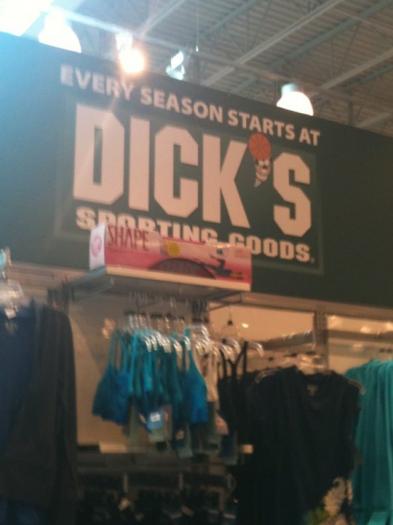 EVERY SEASON STARTS AT
DICK'S
SPORTING GOODS.
SHAPE